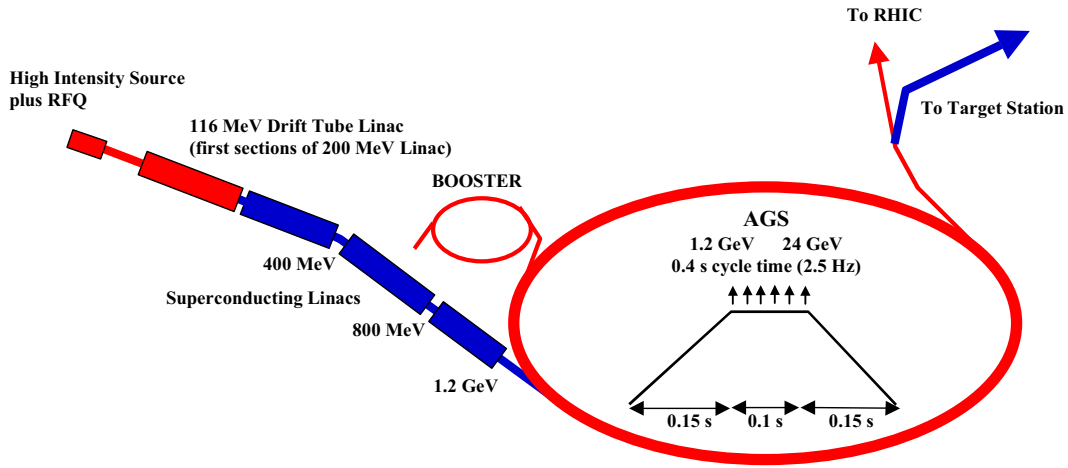 To RHIC
High Intensity Source
plus RFQ
To Target Station
116 MeV Drift Tube Linac
(first sections of 200 MeV Linac)
BOOSTER
AGS
1.2 GeV 24 GeV
0.4 s cycle time (2.5 Hz)
400 MeV
Superconducting Linacs
800 MeV
1.2 GeV
0.15 s 0.1 s 0.15 s